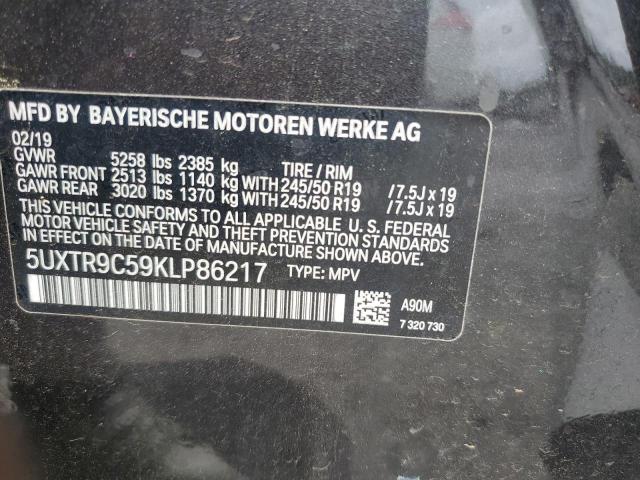 MFD BY BAYERISCHE MOTOREN WERKE AG
02/19
GVWR 5258 lbs 2385 kg TIRE / RIM
GAWR FRONT 2513 lbs 1140 kg WITH 245/50 R19 /7.5J x 19
GAWR REAR 3020 lbs 1370 kg WITH 245/50 R19 /7.5J x 19
THIS VEHICLE CONFORMS TO ALL APPLICABLE U. S. FEDERAL
MOTOR VEHICLE SAFETY, BUMPER AND THEFT PREVENTION
STANDARDS IN EFFECT ON THE DATE OF MANUFACTURE SHOWN ABOVE.
5UXTR9C59KLP86217 TYPE: MPV
A90M
7 320 730